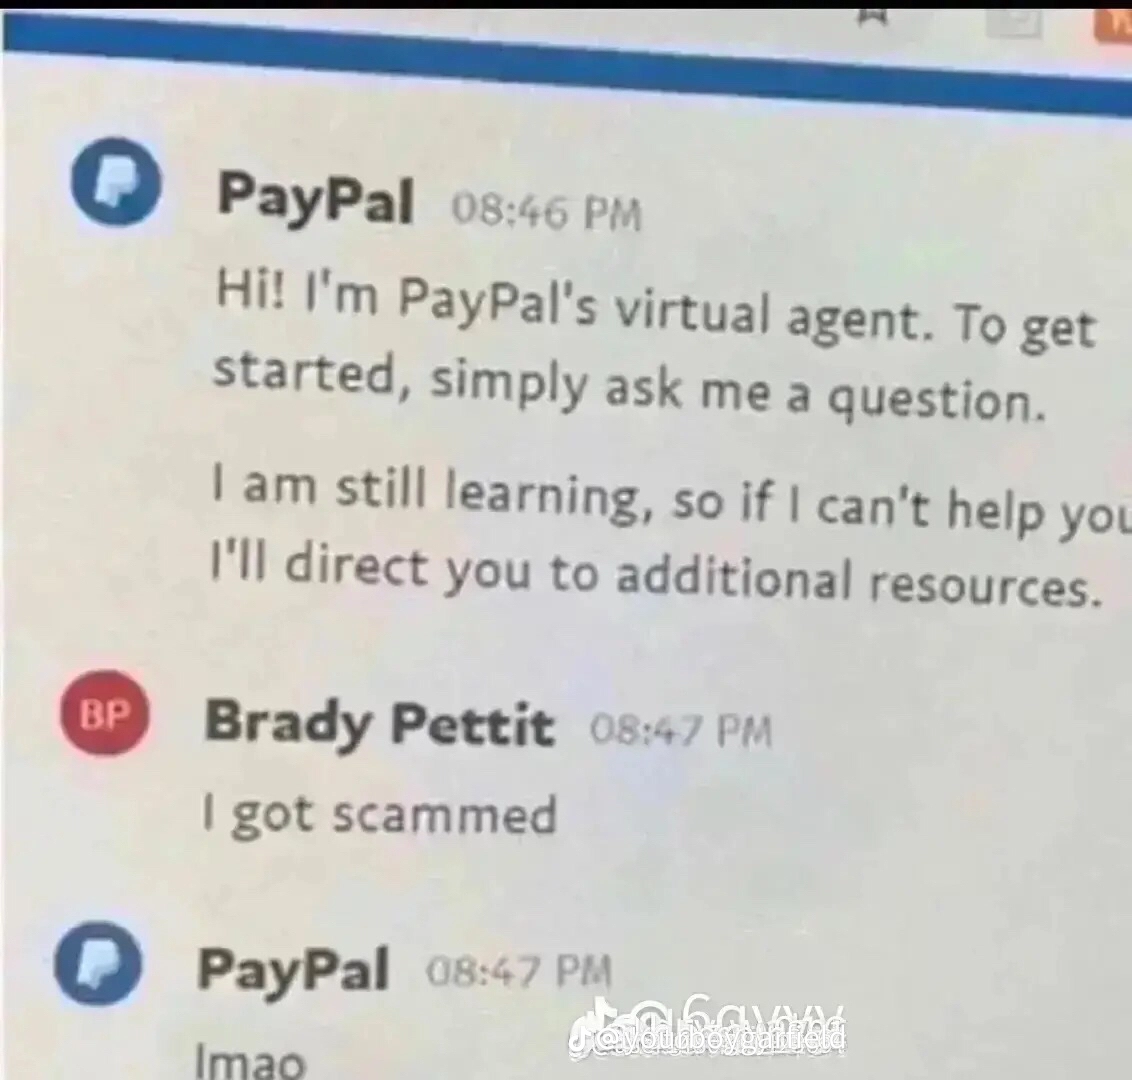 PayPal 08:46 PM
Hi! I'm PayPal's virtual agent. To get
started, simply ask me a question.
I am still learning, so if I can't help you
I'll direct you to additional resources.
BP
Brady Pettit 08:47 PM
I got scammed
PayPal 08:47 PM
lmao